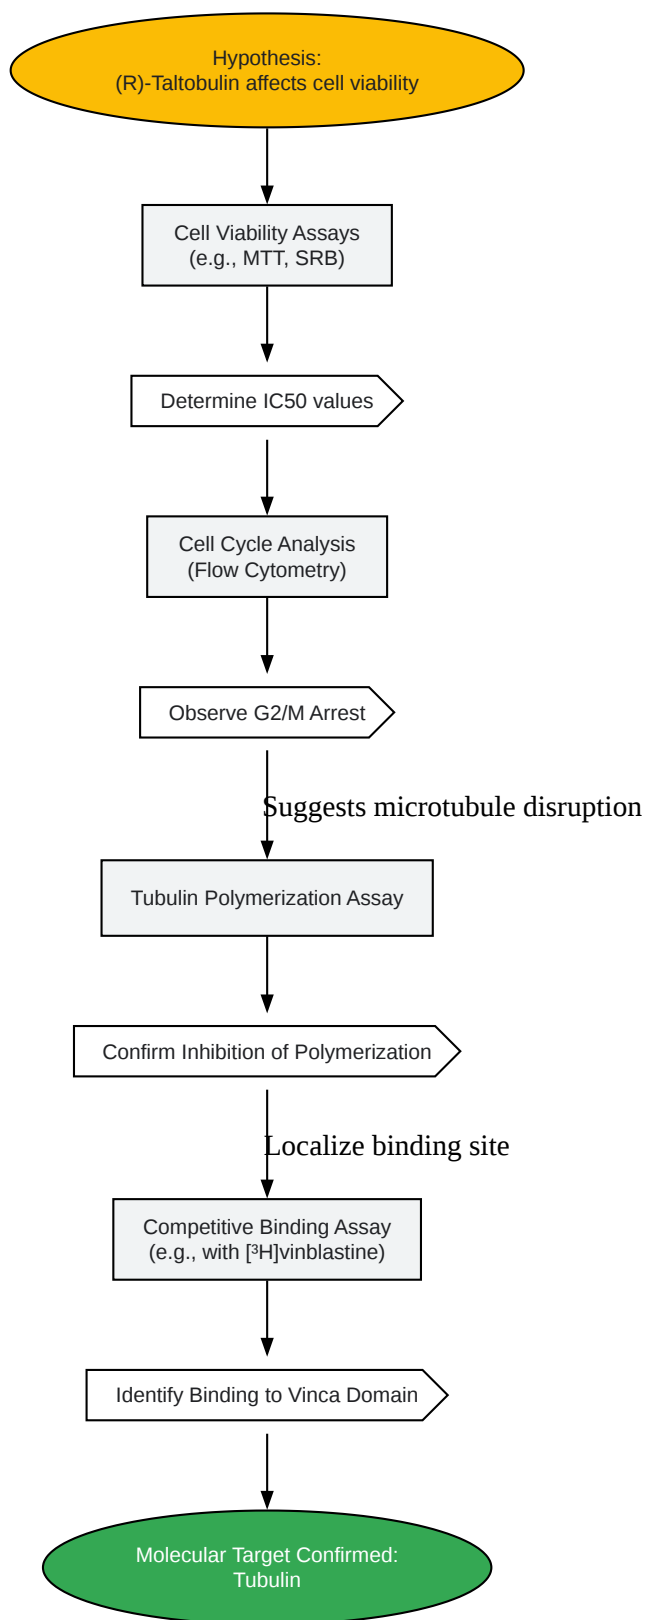 Hypothesis:
(R)-Taltobulin affects cell viability
Cell Viability Assays
(e.g., MTT, SRB)
Determine IC50 values
Cell Cycle Analysis
(Flow Cytometry)
Observe G2/M Arrest
Suggests microtubule disruption
Tubulin Polymerization Assay
Confirm Inhibition of Polymerization
Localize binding site
Competitive Binding Assay
(e.g., with [³H]vinblastine)
Identify Binding to Vinca Domain
Molecular Target Confirmed:
Tubulin